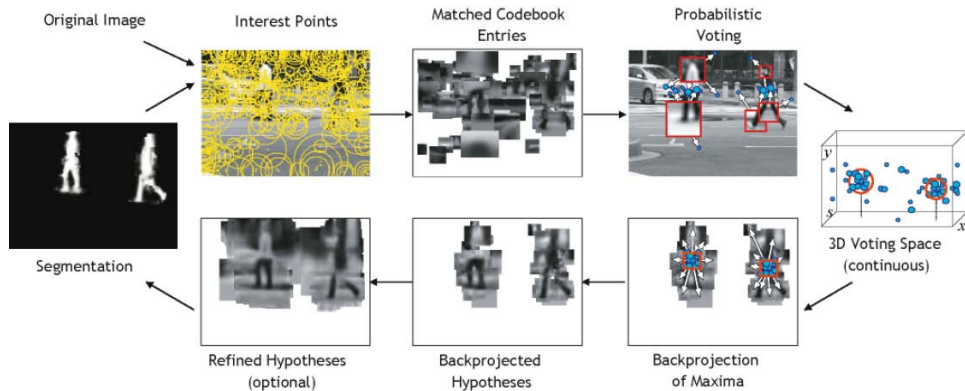 Original Image
Interest Points
Matched Codebook
Entries
Probabilistic
Voting
y
s
x
3D Voting Space
(continuous)
Segmentation
Refined Hypotheses
(optional)
Backprojected
Hypotheses
Backprojection
of Maxima